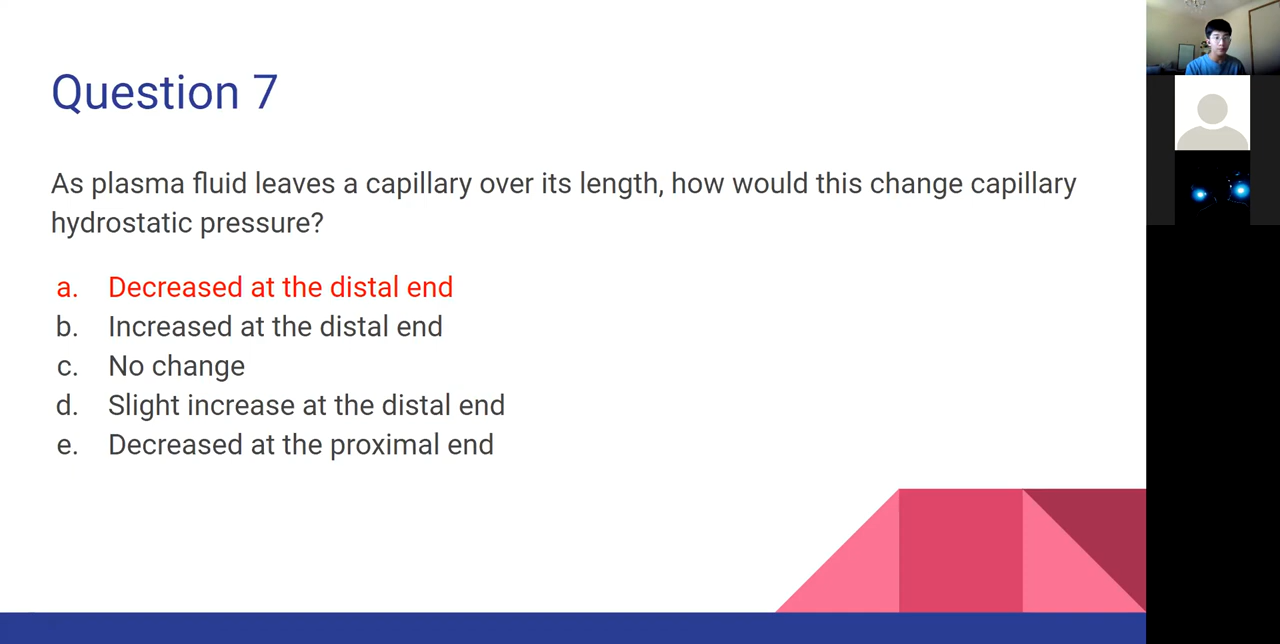 Question 7
As plasma fluid leaves a capillary over its length, how would this change capillary
hydrostatic pressure?
a. Decreased at the distal end
b. Increased at the distal end
c. No change
d. Slight increase at the distal end
e. Decreased at the proximal end